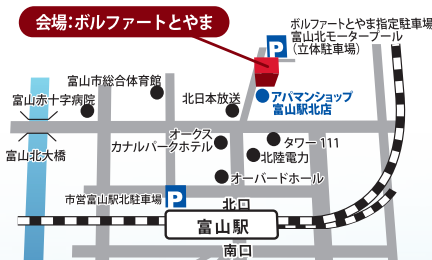 会場:ボルファートとやま
P
ボルファートとやま指定駐車場
富山北モータープール
(立体駐車場)
富山市総合体育館
富山赤十字病院
北日本放送
アパマンショップ
富山駅北店
オークス
カナルパークホテル
タワー111
北陸電力
富山北大橋
オーバードホール
市営富山駅北駐車場
P
北口
富山駅
南口